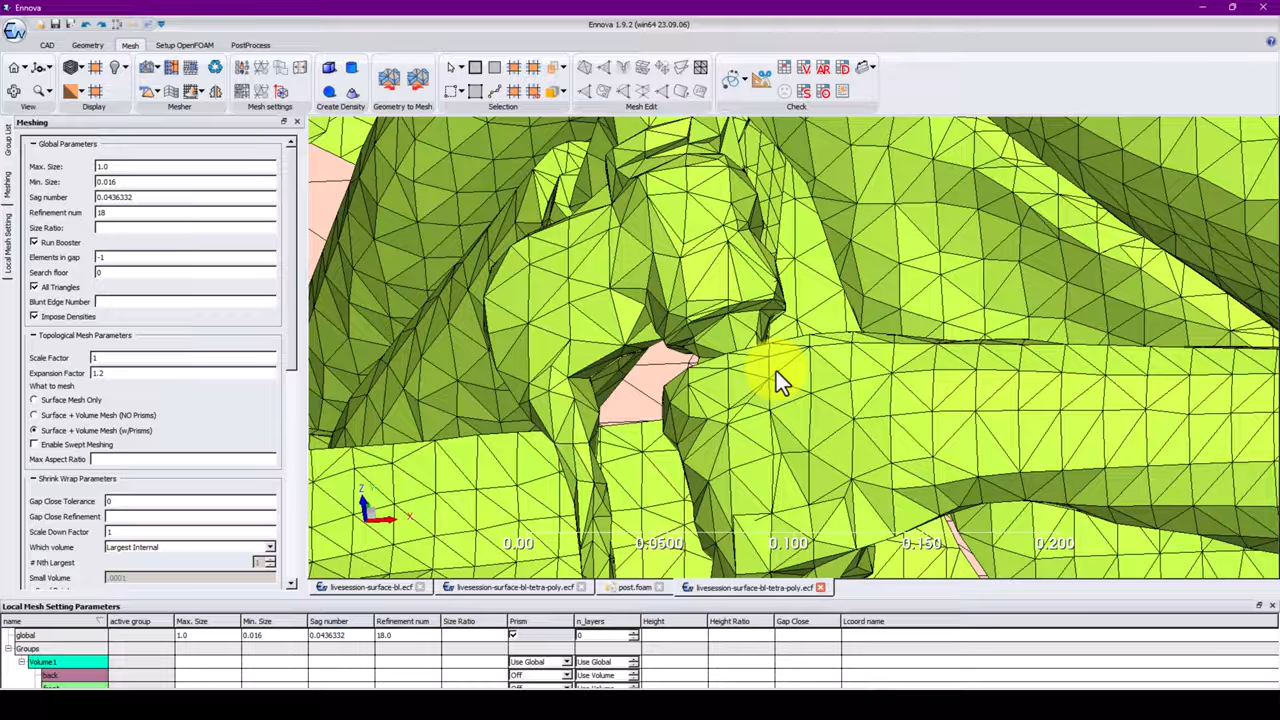 Ennova
Ennova 1.9.2 (win64 23.09.06)
CAD Geometry Mesh Setup OpenFOAM PostProcess
View Display Mesher Mesh settings Create Density Geometry to Mesh Selection Mesh Edit Check
Meshing
Group List
Meshing
Local Mesh Setting
Global Parameters
Max. Size: 1.0
Min. Size: 0.016
Sag number 0.0436332
Refinement num 18
Size Ratio:
Run Booster
Elements in gap -1
Search floor 0
All Triangles
Blunt Edge Number
Impose Densities
Topological Mesh Parameters
Scale Factor 1
Expansion Factor 1.2
What to mesh
Surface Mesh Only
Surface + Volume Mesh (NO Prisms)
Surface + Volume Mesh (w/Prisms)
Enable Swept Meshing
Max Aspect Ratio
Shrink Wrap Parameters
Gap Close Tolerance 0
Gap Close Refinement
Scale Down Factor 1
Which volume Largest Internal
# Nth Largest 1
Small Volume .0001
Z
X
0.00 0.0500 0.100 0.150 0.200
livesession-surface-bl.ecf livesession-surface-bl-tetra-poly.ecf post.foam livesession-surface-bl-tetra-poly.ecf
Local Mesh Setting Parameters
name active group Max. Size Min. Size Sag number Refinement num Size Ratio Prism n_layers Height Height Ratio Gap Close Lcoord name
global 1.0 0.016 0.0436332 18.0 0
Groups
Volume1 Use Global Use Global
back Off Use Volume